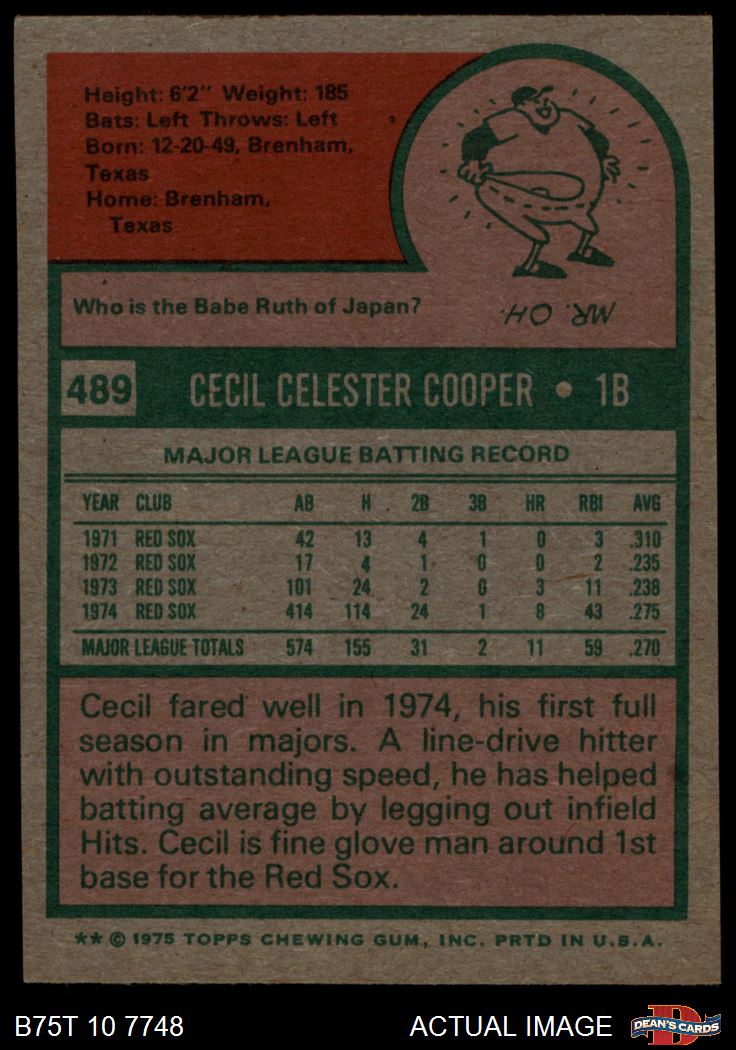 Height: 6'2" Weight: 185
Bats: Left Throws: Left
Born: 12-20-49, Brenham,
Texas
Home: Brenham,
Texas
Who is the Babe Ruth of Japan?
MR. OH.
489 CECIL CELESTER COOPER • 1B
MAJOR LEAGUE BATTING RECORD
YEAR CLUB AB H 2B 3B HR RBI AVG
1971 RED SOX 42 13 4 1 0 3 .310
1972 RED SOX 17 4 1 0 0 2 .235
1973 RED SOX 101 24 2 0 3 11 .238
1974 RED SOX 414 114 24 1 8 43 .275
MAJOR LEAGUE TOTALS 574 155 31 2 11 59 .270
Cecil fared well in 1974, his first full
season in majors. A line-drive hitter
with outstanding speed, he has helped
batting average by legging out infield
Hits. Cecil is fine glove man around 1st
base for the Red Sox.
** © 1975 TOPPS CHEWING GUM, INC. PRTD IN U.S.A.
B75T 10 7748 ACTUAL IMAGE DEAN'S CARDS